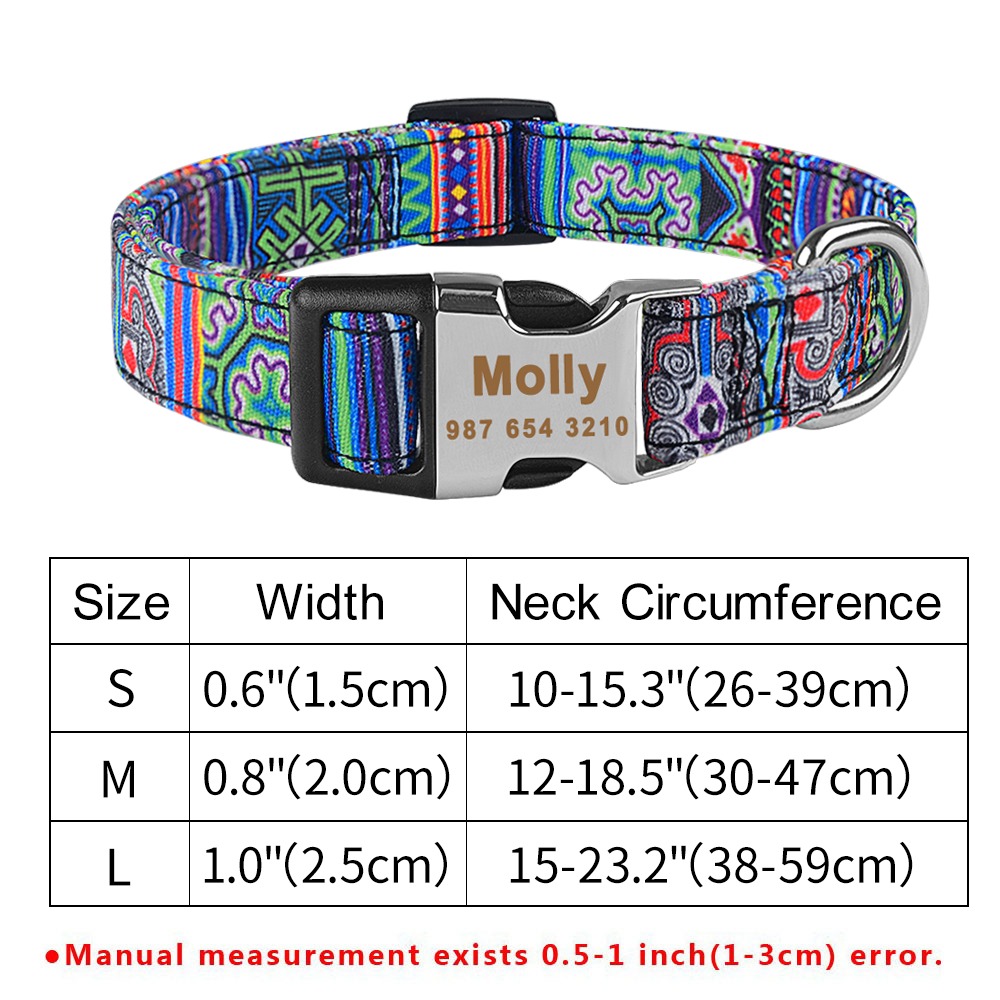 Molly
987 654 3210
Size Width Neck Circumference
S 0.6"(1.5cm) 10-15.3"(26-39cm)
M 0.8"(2.0cm) 12-18.5"(30-47cm)
L 1.0"(2.5cm) 15-23.2"(38-59cm)
●Manual measurement exists 0.5-1 inch(1-3cm) error.